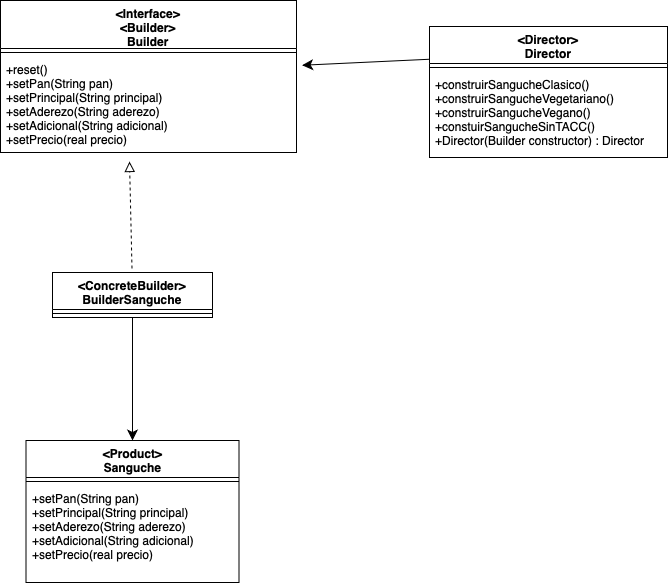 <Interface>
<Builder>
Builder
+reset()
+setPan(String pan)
+setPrincipal(String principal)
+setAderezo(String aderezo)
+setAdicional(String adicional)
+setPrecio(real precio)
<Director>
Director
+construirSangucheClasico()
+construirSangucheVegetariano()
+construirSangucheVegano()
+constuirSangucheSinTACC()
+Director(Builder constructor) : Director
<ConcreteBuilder>
BuilderSanguche
<Product>
Sanguche
+setPan(String pan)
+setPrincipal(String principal)
+setAderezo(String aderezo)
+setAdicional(String adicional)
+setPrecio(real precio)